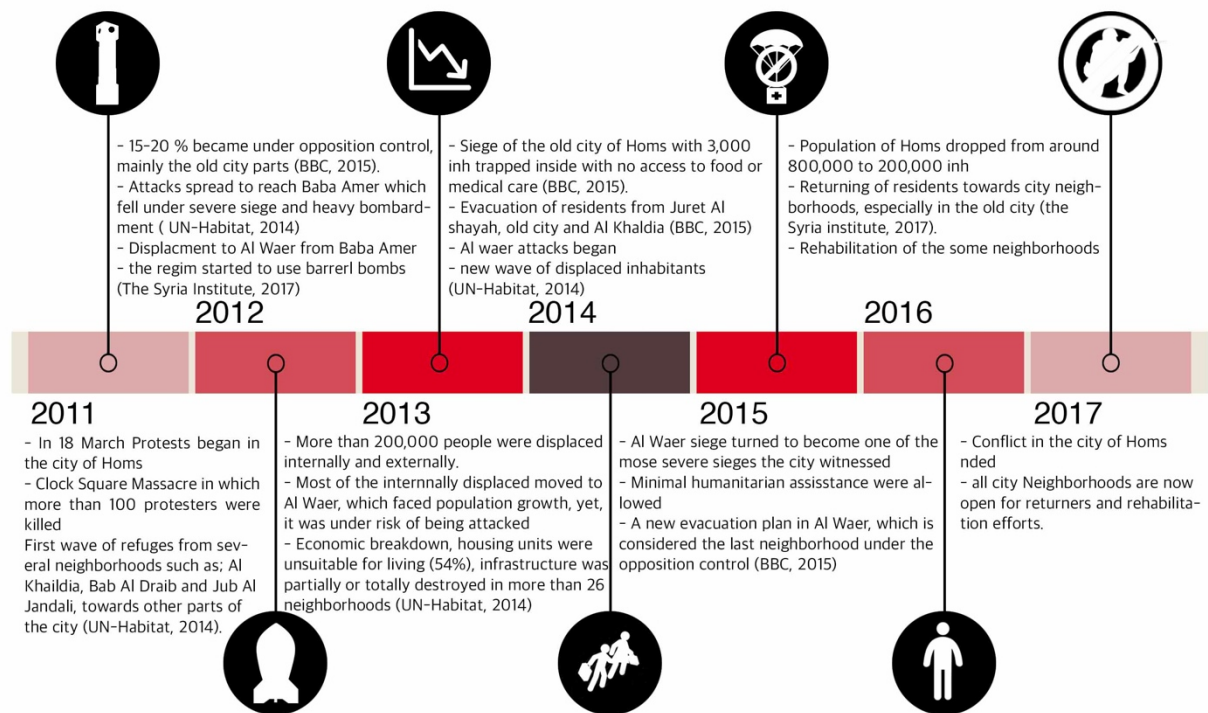 2011
- In 18 March Protests began in
the city of Homs
- Clock Square Massacre in which
more than 100 protesters were
killed
First wave of refuges from sev-
eral neighborhoods such as; Al
Khaildia, Bab Al Draib and Jub Al
Jandali, towards other parts of
the city (UN-Habitat, 2014).
- 15-20 % became under opposition control,
mainly the old city parts (BBC, 2015).
- Attacks spread to reach Baba Amer which
fell under severe siege and heavy bombard-
ment ( UN-Habitat, 2014)
- Displacment to Al Waer from Baba Amer
- the regim started to use barrerl bombs
(The Syria Institute, 2017)
2012
2013
- More than 200,000 people were displaced
internally and externally.
- Most of the internnally displaced moved to
Al Waer, which faced population growth, yet,
it was under risk of being attacked
- Economic breakdown, housing units were
unsuitable for living (54%), infrastructure was
partially or totally destroyed in more than 26
neighborhoods (UN-Habitat, 2014)
- Siege of the old city of Homs with 3,000
inh trapped inside with no access to food or
medical care (BBC, 2015).
- Evacuation of residents from Juret Al
shayah, old city and Al Khaldia (BBC, 2015)
- Al waer attacks began
- new wave of displaced inhabitants
(UN-Habitat, 2014)
2014
2015
- Al Waer siege turned to become one of the
mose severe sieges the city witnessed
- Minimal humanitarian assisstance were al-
lowed
- A new evacuation plan in Al Waer, which is
considered the last neighborhood under the
opposition control (BBC, 2015)
- Population of Homs dropped from around
800,000 to 200,000 inh
- Returning of residents towards city neigh-
borhoods, especially in the old city (the
Syria institute, 2017).
- Rehabilitation of the some neighborhoods
2016
2017
- Conflict in the city of Homs
nded
- all city Neighborhoods are now
open for returners and rehabilita-
tion efforts.